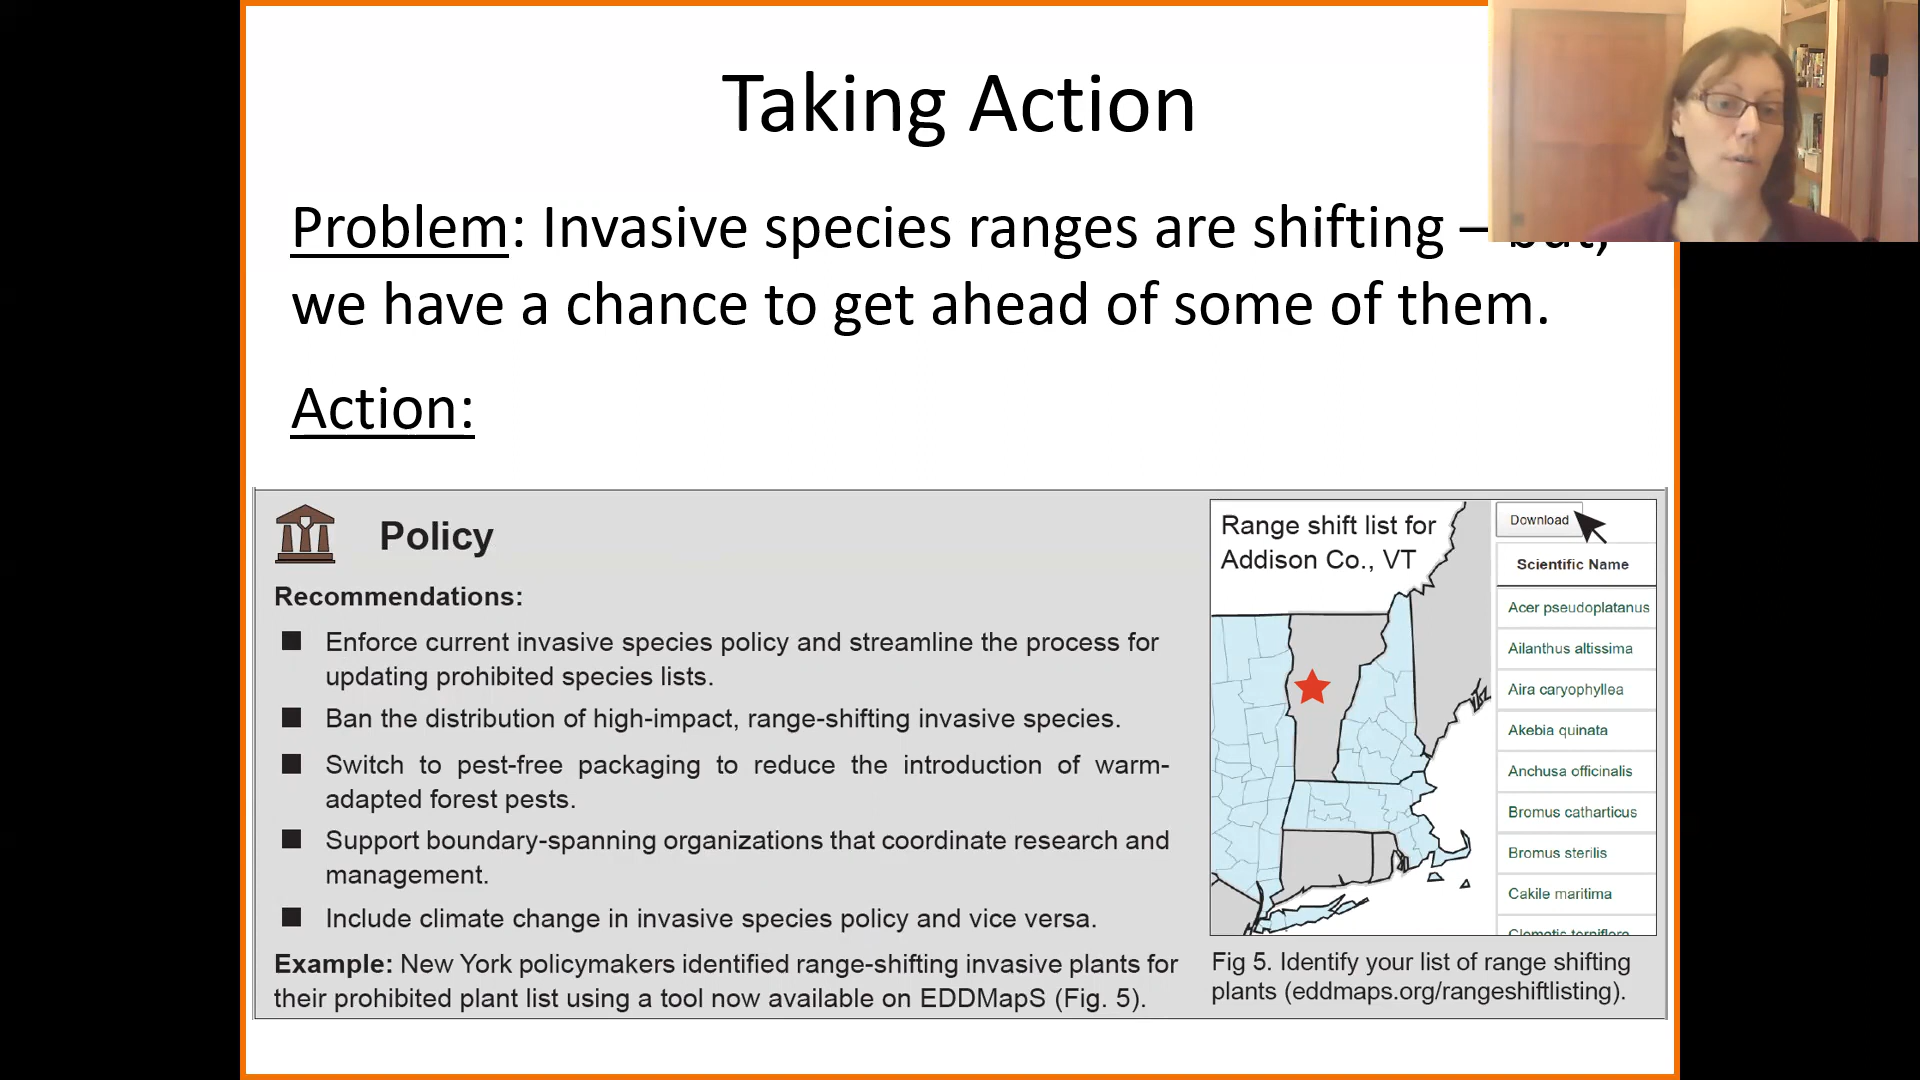 Taking Action
Problem: Invasive species ranges are shifting – but,
we have a chance to get ahead of some of them.
Action:
Policy
Recommendations:
■ Enforce current invasive species policy and streamline the process for
updating prohibited species lists.
■ Ban the distribution of high-impact, range-shifting invasive species.
■ Switch to pest-free packaging to reduce the introduction of warm-
adapted forest pests.
■ Support boundary-spanning organizations that coordinate research and
management.
■ Include climate change in invasive species policy and vice versa.
Example: New York policymakers identified range-shifting invasive plants for
their prohibited plant list using a tool now available on EDDMapS (Fig. 5).
Range shift list for
Addison Co., VT
Download
Scientific Name
Acer pseudoplatanus
Ailanthus altissima
Aira caryophyllea
Akebia quinata
Anchusa officinalis
Bromus catharticus
Bromus sterilis
Cakile maritima
Clematis terniflora
Fig 5. Identify your list of range shifting
plants (eddmaps.org/rangeshiftlisting).